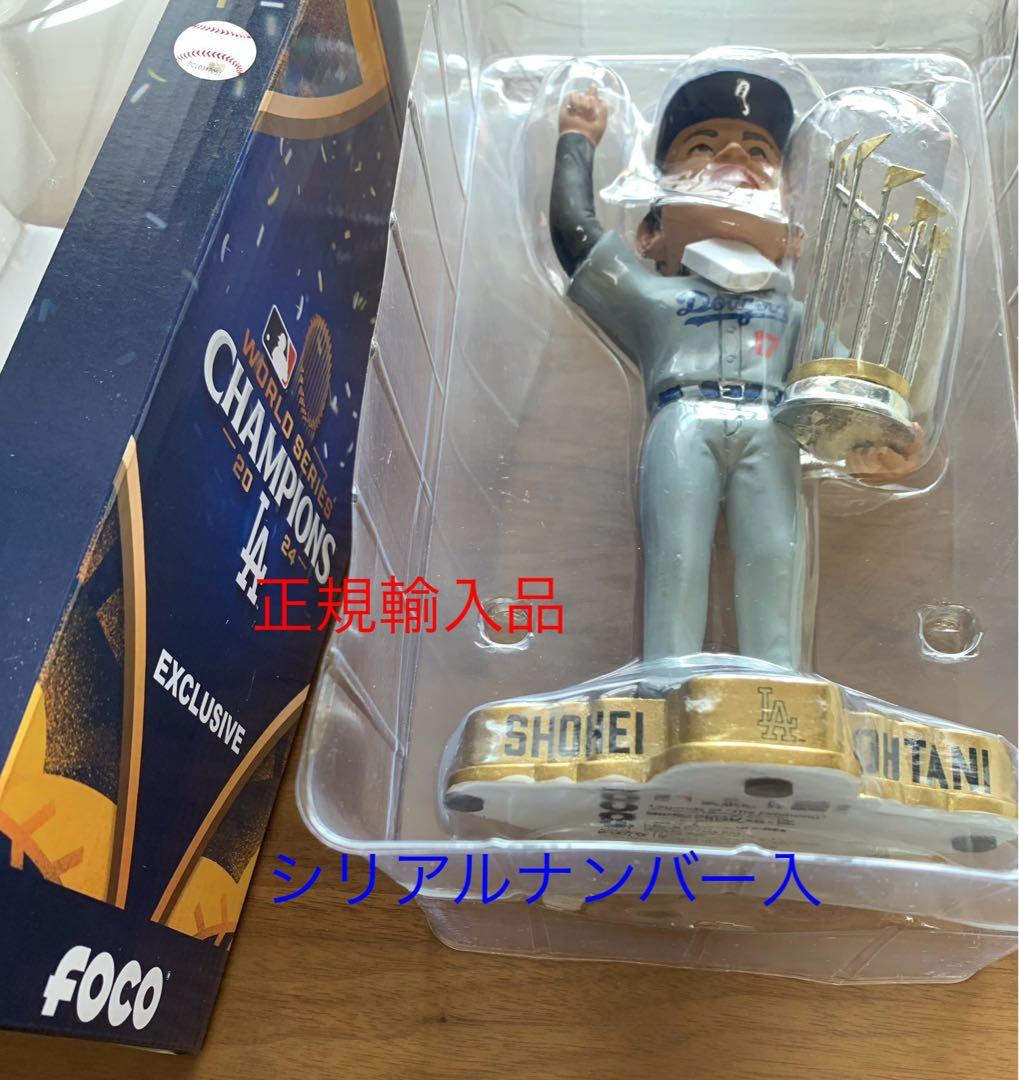 WORLD SERIES
CHAMPIONS
20 LA 24
EXCLUSIVE
FOCO
Dodgers
17
正規輸入品
SHOHEI
LA
OHTANI
シリアルナンバー入